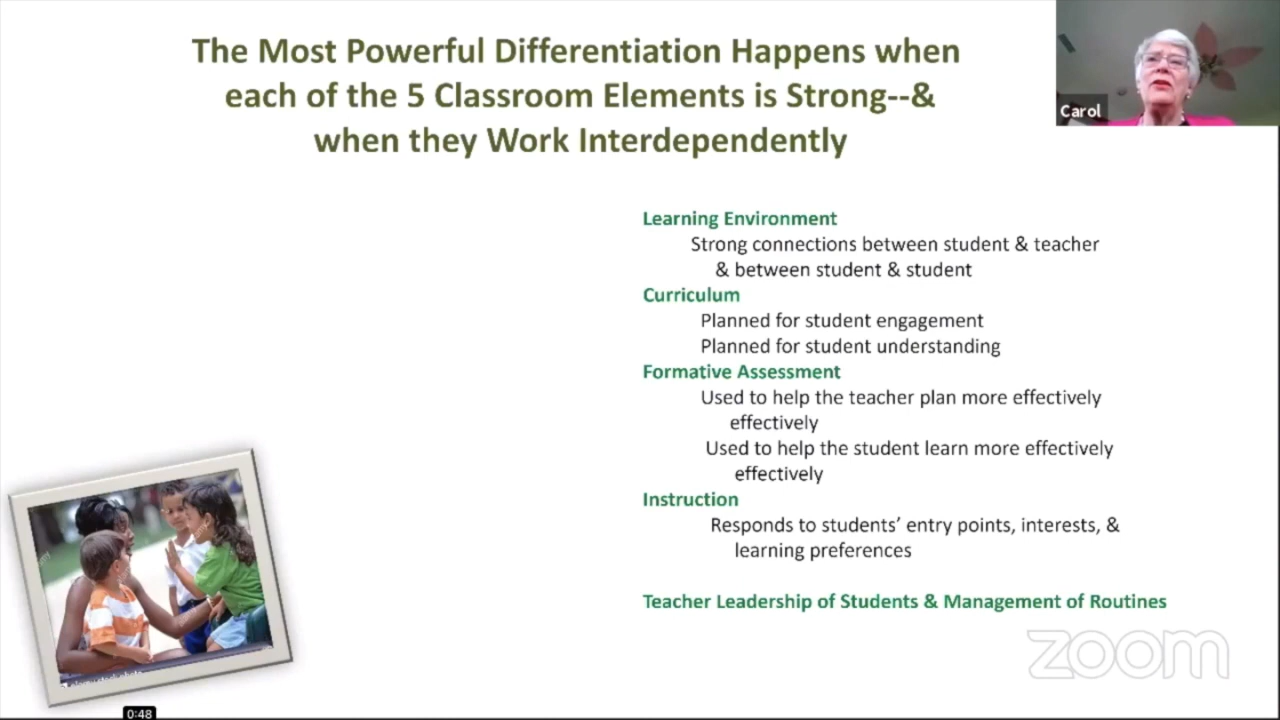 The Most Powerful Differentiation Happens when
each of the 5 Classroom Elements is Strong--&
when they Work Interdependently
Carol
Learning Environment
Strong connections between student & teacher
& between student & student
Curriculum
Planned for student engagement
Planned for student understanding
Formative Assessment
Used to help the teacher plan more effectively
effectively
Used to help the student learn more effectively
effectively
Instruction
Responds to students’ entry points, interests, &
learning preferences
Teacher Leadership of Students & Management of Routines
zoom
0:48